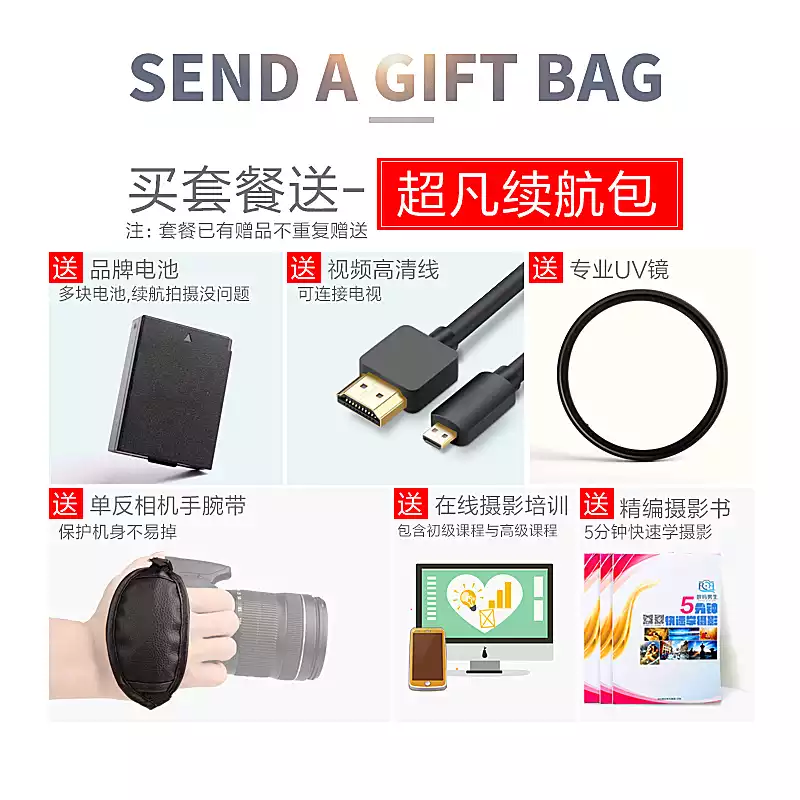 SEND A GIFT BAG
买套餐送-
超凡续航包
注：套餐已有赠品不重复赠送
送 品牌电池
多块电池,续航拍摄没问题
送 视频高清线
可连接电视
送 专业UV镜
送 单反相机手腕带
保护机身不易掉
送 在线摄影培训
包含初级课程与高级课程
送 精编摄影书
5分钟快速学摄影
5分钟
快速学摄影